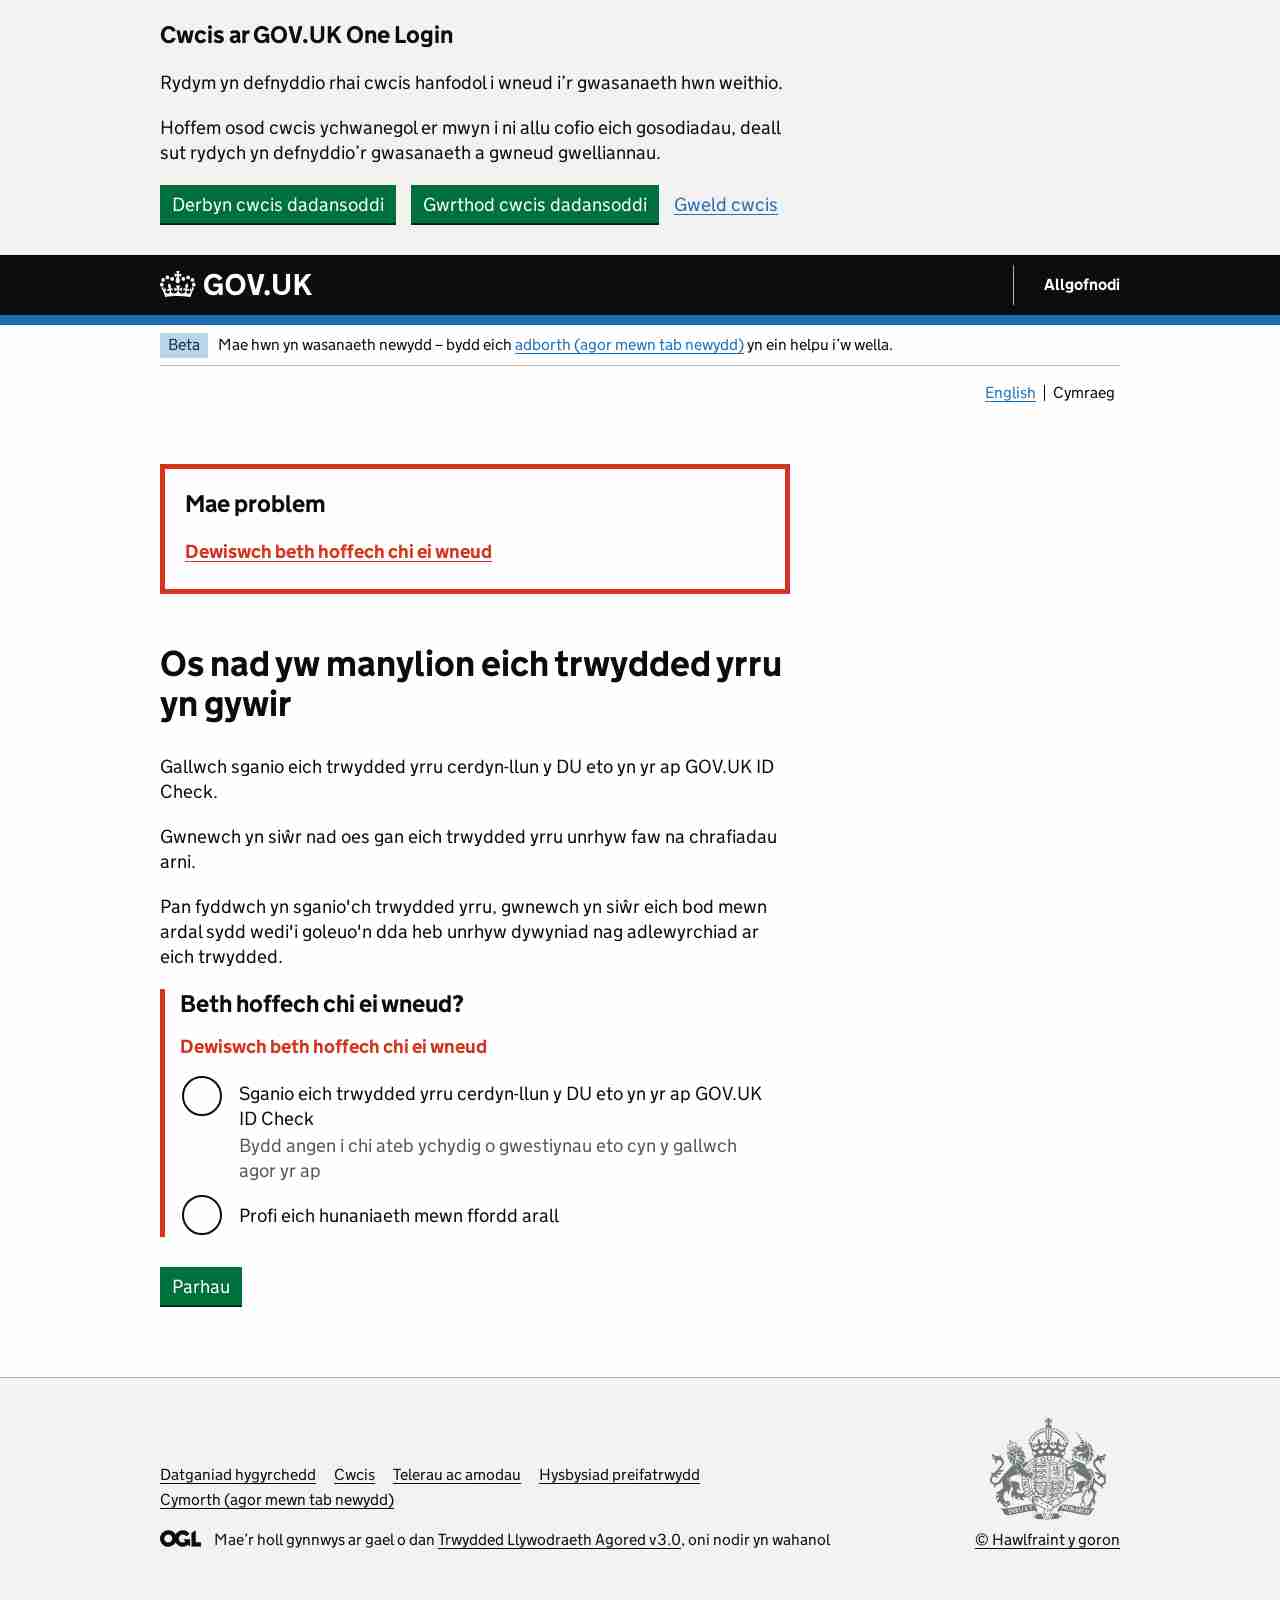 Cwcis ar GOV.UK One Login
Rydym yn defnyddio rhai cwcis hanfodol i wneud i’r gwasanaeth hwn weithio.
Hoffem osod cwcis ychwanegol er mwyn i ni allu cofio eich gosodiadau, deall
sut rydych yn defnyddio’r gwasanaeth a gwneud gwelliannau.
Derbyn cwcis dadansoddi Gwrthod cwcis dadansoddi Gweld cwcis
GOV.UK Allgofnodi
Beta Mae hwn yn wasanaeth newydd – bydd eich adborth (agor mewn tab newydd) yn ein helpu i’w wella.
English Cymraeg
Mae problem
Dewiswch beth hoffech chi ei wneud
Os nad yw manylion eich trwydded yrru
yn gywir
Gallwch sganio eich trwydded yrru cerdyn-llun y DU eto yn yr ap GOV.UK ID
Check.
Gwnewch yn siŵr nad oes gan eich trwydded yrru unrhyw faw na chrafiadau
arni.
Pan fyddwch yn sganio'ch trwydded yrru, gwnewch yn siŵr eich bod mewn
ardal sydd wedi'i goleuo'n dda heb unrhyw dywyniad nag adlewyrchiad ar
eich trwydded.
Beth hoffech chi ei wneud?
Dewiswch beth hoffech chi ei wneud
Sganio eich trwydded yrru cerdyn-llun y DU eto yn yr ap GOV.UK
ID Check
Bydd angen i chi ateb ychydig o gwestiynau eto cyn y gallwch
agor yr ap
Profi eich hunaniaeth mewn ffordd arall
Parhau
Datganiad hygyrchedd Cwcis Telerau ac amodau Hysbysiad preifatrwydd
Cymorth (agor mewn tab newydd)
OGL Mae’r holl gynnwys ar gael o dan Trwydded Llywodraeth Agored v3.0, oni nodir yn wahanol
© Hawlfraint y goron